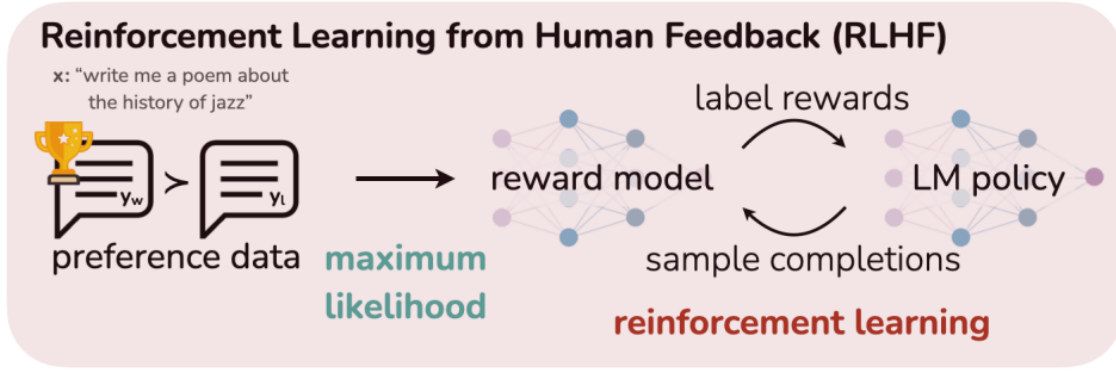 Reinforcement Learning from Human Feedback (RLHF)
x: “write me a poem about
the history of jazz”
label rewards
yw ≻ yl
reward model
LM policy
preference data
maximum
likelihood
sample completions
reinforcement learning